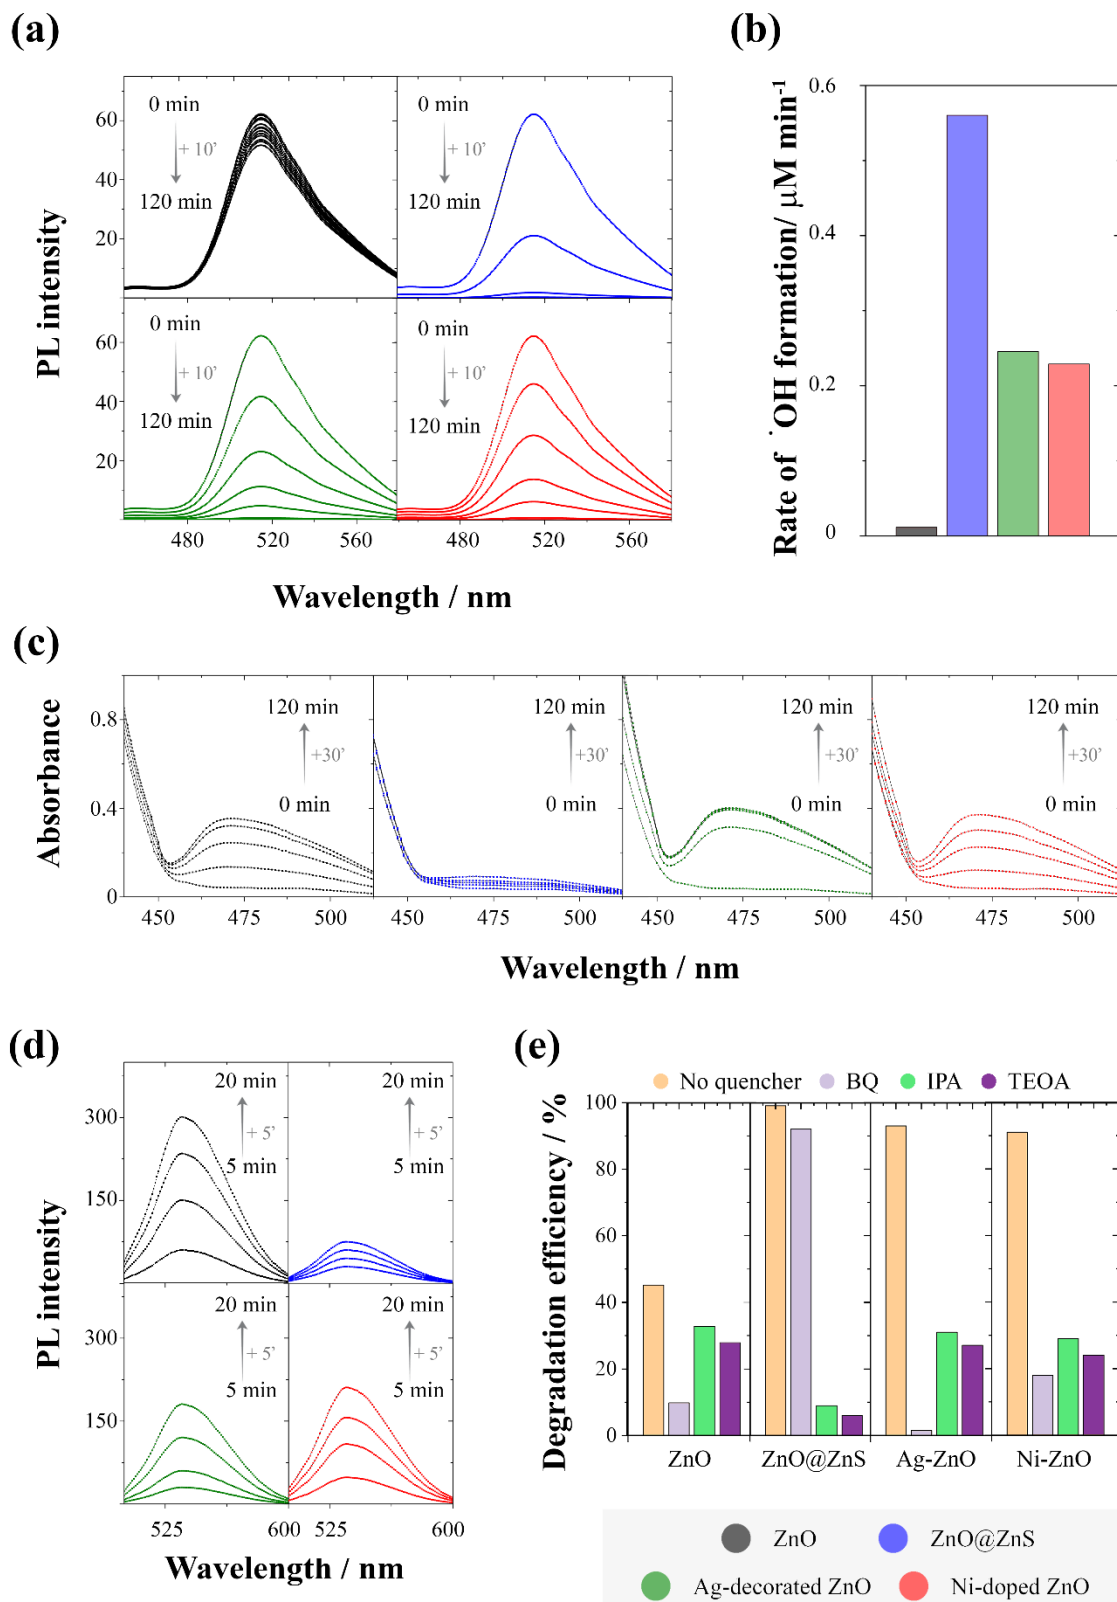 (a)
(b)
PL intensity
60
40
20
0 min
+ 10’
120 min
0 min
+ 10’
120 min
60
40
20
0 min
+ 10’
120 min
0 min
+ 10’
120 min
480 520 560 480 520 560
Wavelength / nm
Rate of ˙OH formation/ μM min⁻¹
0.6
0.4
0.2
0
(c)
Absorbance
0.8
0.4
0
120 min
+30’
0 min
120 min
+30’
0 min
120 min
+30’
0 min
120 min
+30’
0 min
450 475 500 450 475 500 450 475 500 450 475 500
Wavelength / nm
(d)
PL intensity
300
150
20 min
+ 5’
5 min
20 min
+ 5’
5 min
300
150
20 min
+ 5’
5 min
20 min
+ 5’
5 min
525 600 525 600
Wavelength / nm
(e)
No quencher BQ IPA TEOA
Degradation efficiency / %
100
80
60
40
20
0
ZnO ZnO@ZnS Ag-ZnO Ni-ZnO
ZnO ZnO@ZnS
Ag-decorated ZnO Ni-doped ZnO